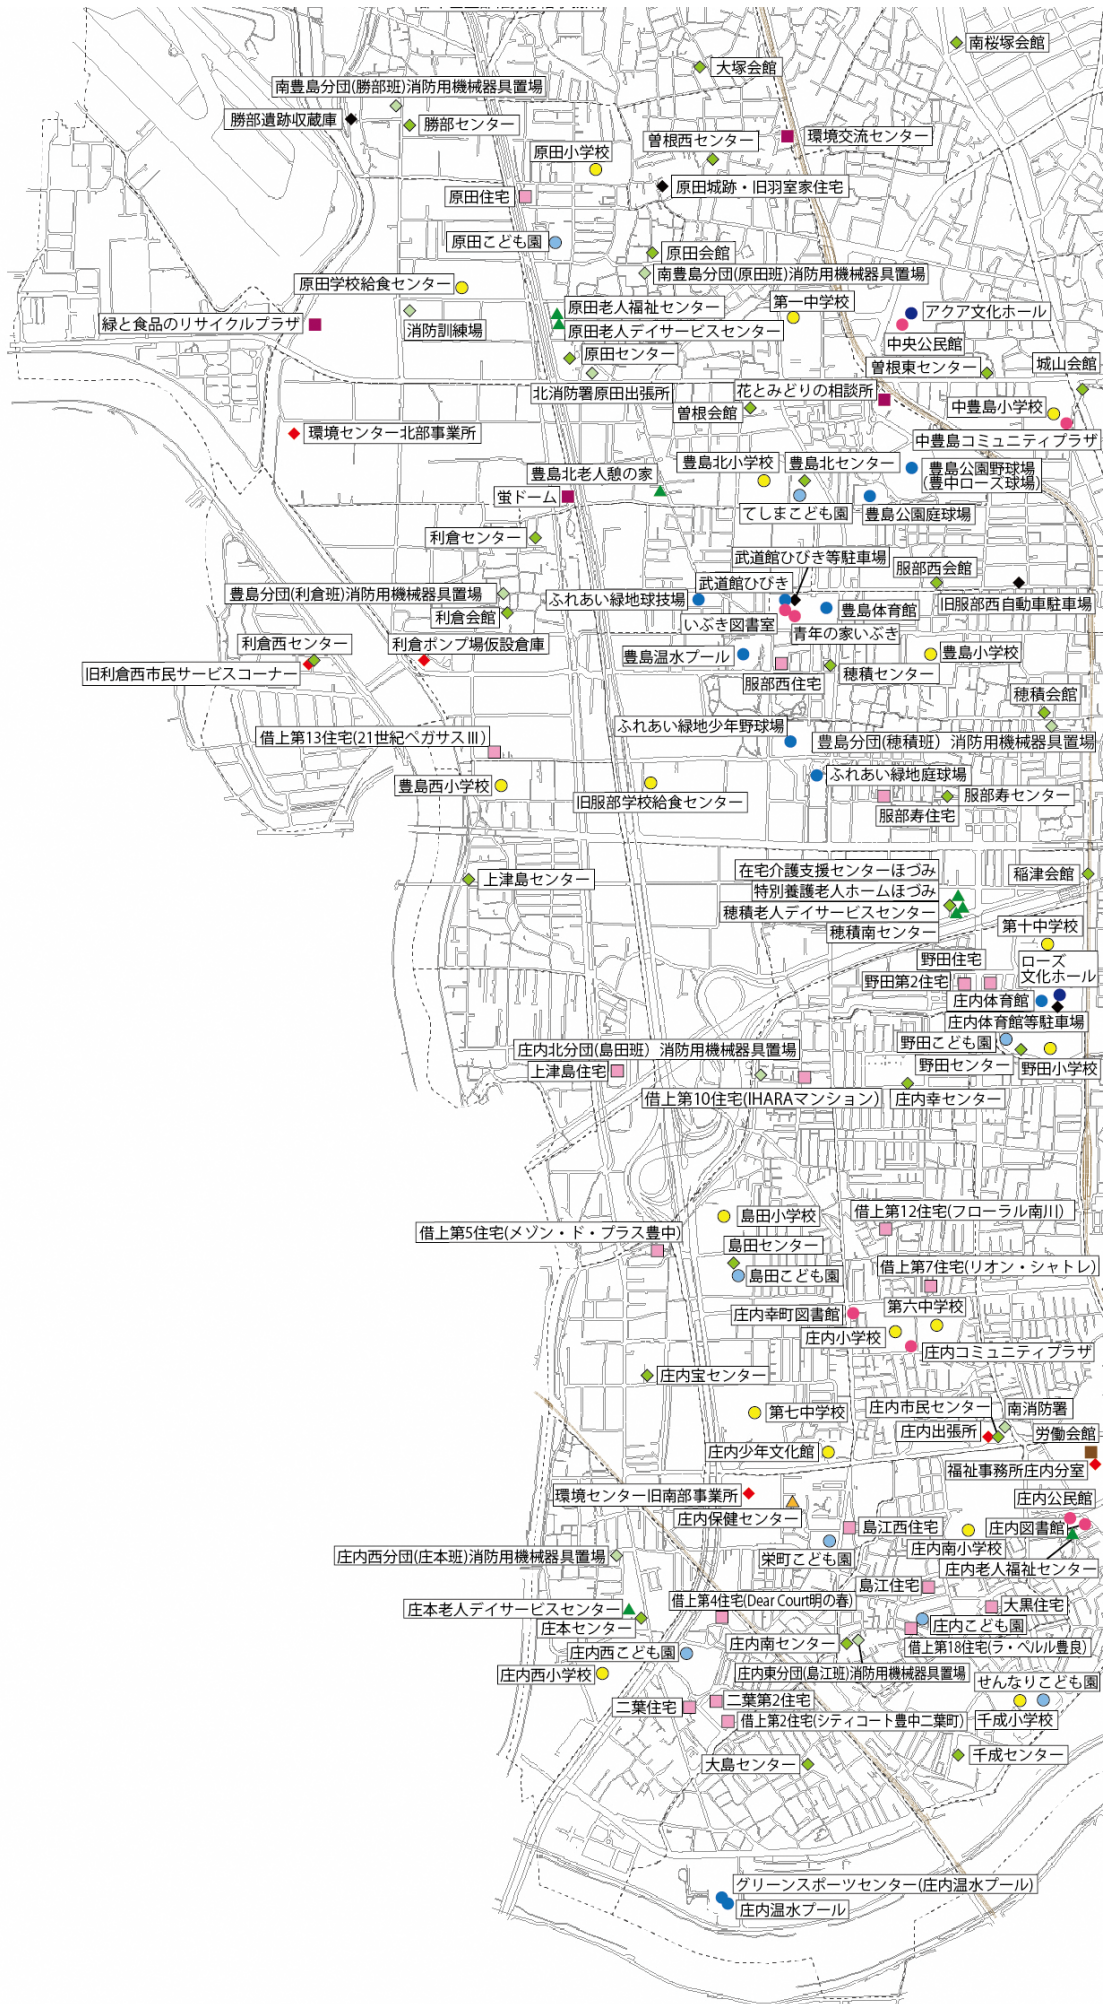 南桜塚会館
大塚会館
南豊島分団(勝部班)消防用機械器具置場
勝部遺跡収蔵庫
勝部センター
曽根西センター
環境交流センター
原田小学校
原田住宅
原田城跡・旧羽室家住宅
原田こども園
原田会館
南豊島分団(原田班)消防用機械器具置場
原田学校給食センター
原田老人福祉センター
第一中学校
アクア文化ホール
緑と食品のリサイクルプラザ
消防訓練場
原田老人デイサービスセンター
中央公民館
原田センター
曽根東センター
城山会館
北消防署原田出張所
花とみどりの相談所
曽根会館
中豊島小学校
環境センター北部事業所
中豊島コミュニティプラザ
豊島北老人憩の家
豊島北小学校
豊島北センター
豊島公園野球場
(豊中ローズ球場)
蛍ドーム
てしまこども園
豊島公園庭球場
利倉センター
武道館ひびき等駐車場
服部西会館
武道館ひびき
豊島分団(利倉班)消防用機械器具置場
ふれあい緑地球技場
豊島体育館
旧服部西自動車駐車場
利倉会館
いぶき図書室
青年の家いぶき
利倉西センター
利倉ポンプ場仮設倉庫
豊島温水プール
豊島小学校
旧利倉西市民サービスコーナー
服部西住宅
穂積センター
穂積会館
ふれあい緑地少年野球場
借上第13住宅(21世紀ペガサスⅢ)
豊島分団(穂積班) 消防用機械器具置場
豊島西小学校
旧服部学校給食センター
ふれあい緑地庭球場
服部寿センター
服部寿住宅
在宅介護支援センターほづみ
稲津会館
上津島センター
特別養護老人ホームほづみ
穂積老人デイサービスセンター
穂積南センター
第十中学校
野田住宅
ローズ
文化ホール
野田第2住宅
庄内体育館
庄内体育館等駐車場
野田こども園
庄内北分団(島田班) 消防用機械器具置場
野田センター
野田小学校
上津島住宅
借上第10住宅(IHARAマンション)
庄内幸センター
島田小学校
借上第12住宅(フローラル南川)
借上第5住宅(メゾン・ド・プラス豊中)
島田センター
島田こども園
借上第7住宅(リオン・シャトレ)
庄内幸町図書館
第六中学校
庄内小学校
庄内コミュニティプラザ
庄内宝センター
第七中学校
庄内市民センター
南消防署
庄内出張所
労働会館
庄内少年文化館
福祉事務所庄内分室
環境センター旧南部事業所
庄内公民館
庄内保健センター
島江西住宅
庄内図書館
庄内南小学校
庄内西分団(庄本班)消防用機械器具置場
栄町こども園
庄内老人福祉センター
島江住宅
借上第4住宅(Dear Court明の春)
大黒住宅
庄本老人デイサービスセンター
庄本センター
庄内こども園
庄内西こども園
庄内南センター
借上第18住宅(ラ・ペルル豊良)
庄内西小学校
庄内東分団(島江班)消防用機械器具置場
せんなりこども園
二葉住宅
二葉第2住宅
借上第2住宅(シティコート豊中二葉町)
千成小学校
大島センター
千成センター
グリーンスポーツセンター(庄内温水プール)
庄内温水プール